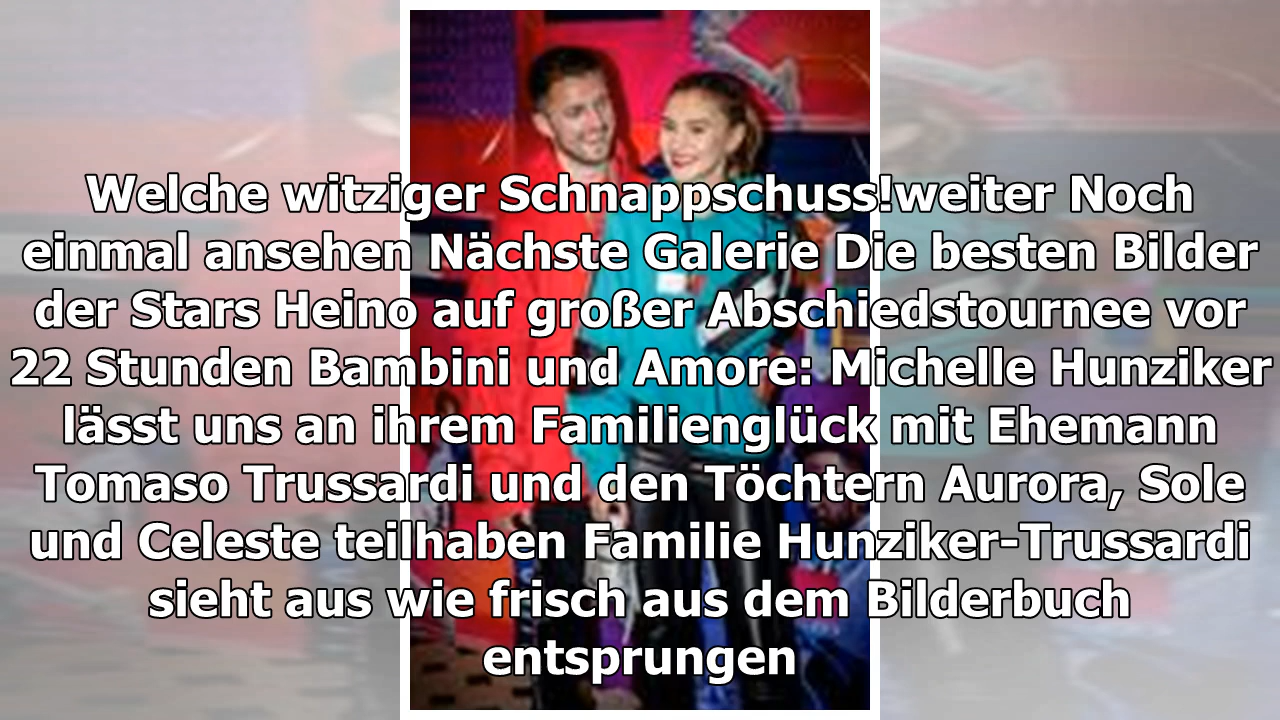 Welche witziger Schnappschuss!weiter Noch
einmal ansehen Nächste Galerie Die besten Bilder
der Stars Heino auf großer Abschiedstournee vor
22 Stunden Bambini und Amore: Michelle Hunziker
lässt uns an ihrem Familienglück mit Ehemann
Tomaso Trussardi und den Töchtern Aurora, Sole
und Celeste teilhaben Familie Hunziker-Trussardi
sieht aus wie frisch aus dem Bilderbuch
entsprungen